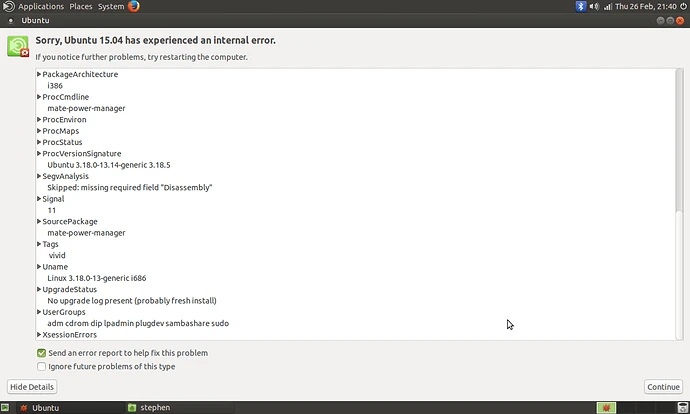 Applications Places System Thu 26 Feb, 21:40
Ubuntu
Sorry, Ubuntu 15.04 has experienced an internal error.
If you notice further problems, try restarting the computer.
PackageArchitecture
i386
ProcCmdline
mate-power-manager
ProcEnviron
ProcMaps
ProcStatus
ProcVersionSignature
Ubuntu 3.18.0-13.14-generic 3.18.5
SegvAnalysis
Skipped: missing required field "Disassembly"
Signal
11
SourcePackage
mate-power-manager
Tags
vivid
Uname
Linux 3.18.0-13-generic i686
UpgradeStatus
No upgrade log present (probably fresh install)
UserGroups
adm cdrom dip lpadmin plugdev sambashare sudo
XsessionErrors
Send an error report to help fix this problem
Ignore future problems of this type
Hide Details Continue
Ubuntu stephen